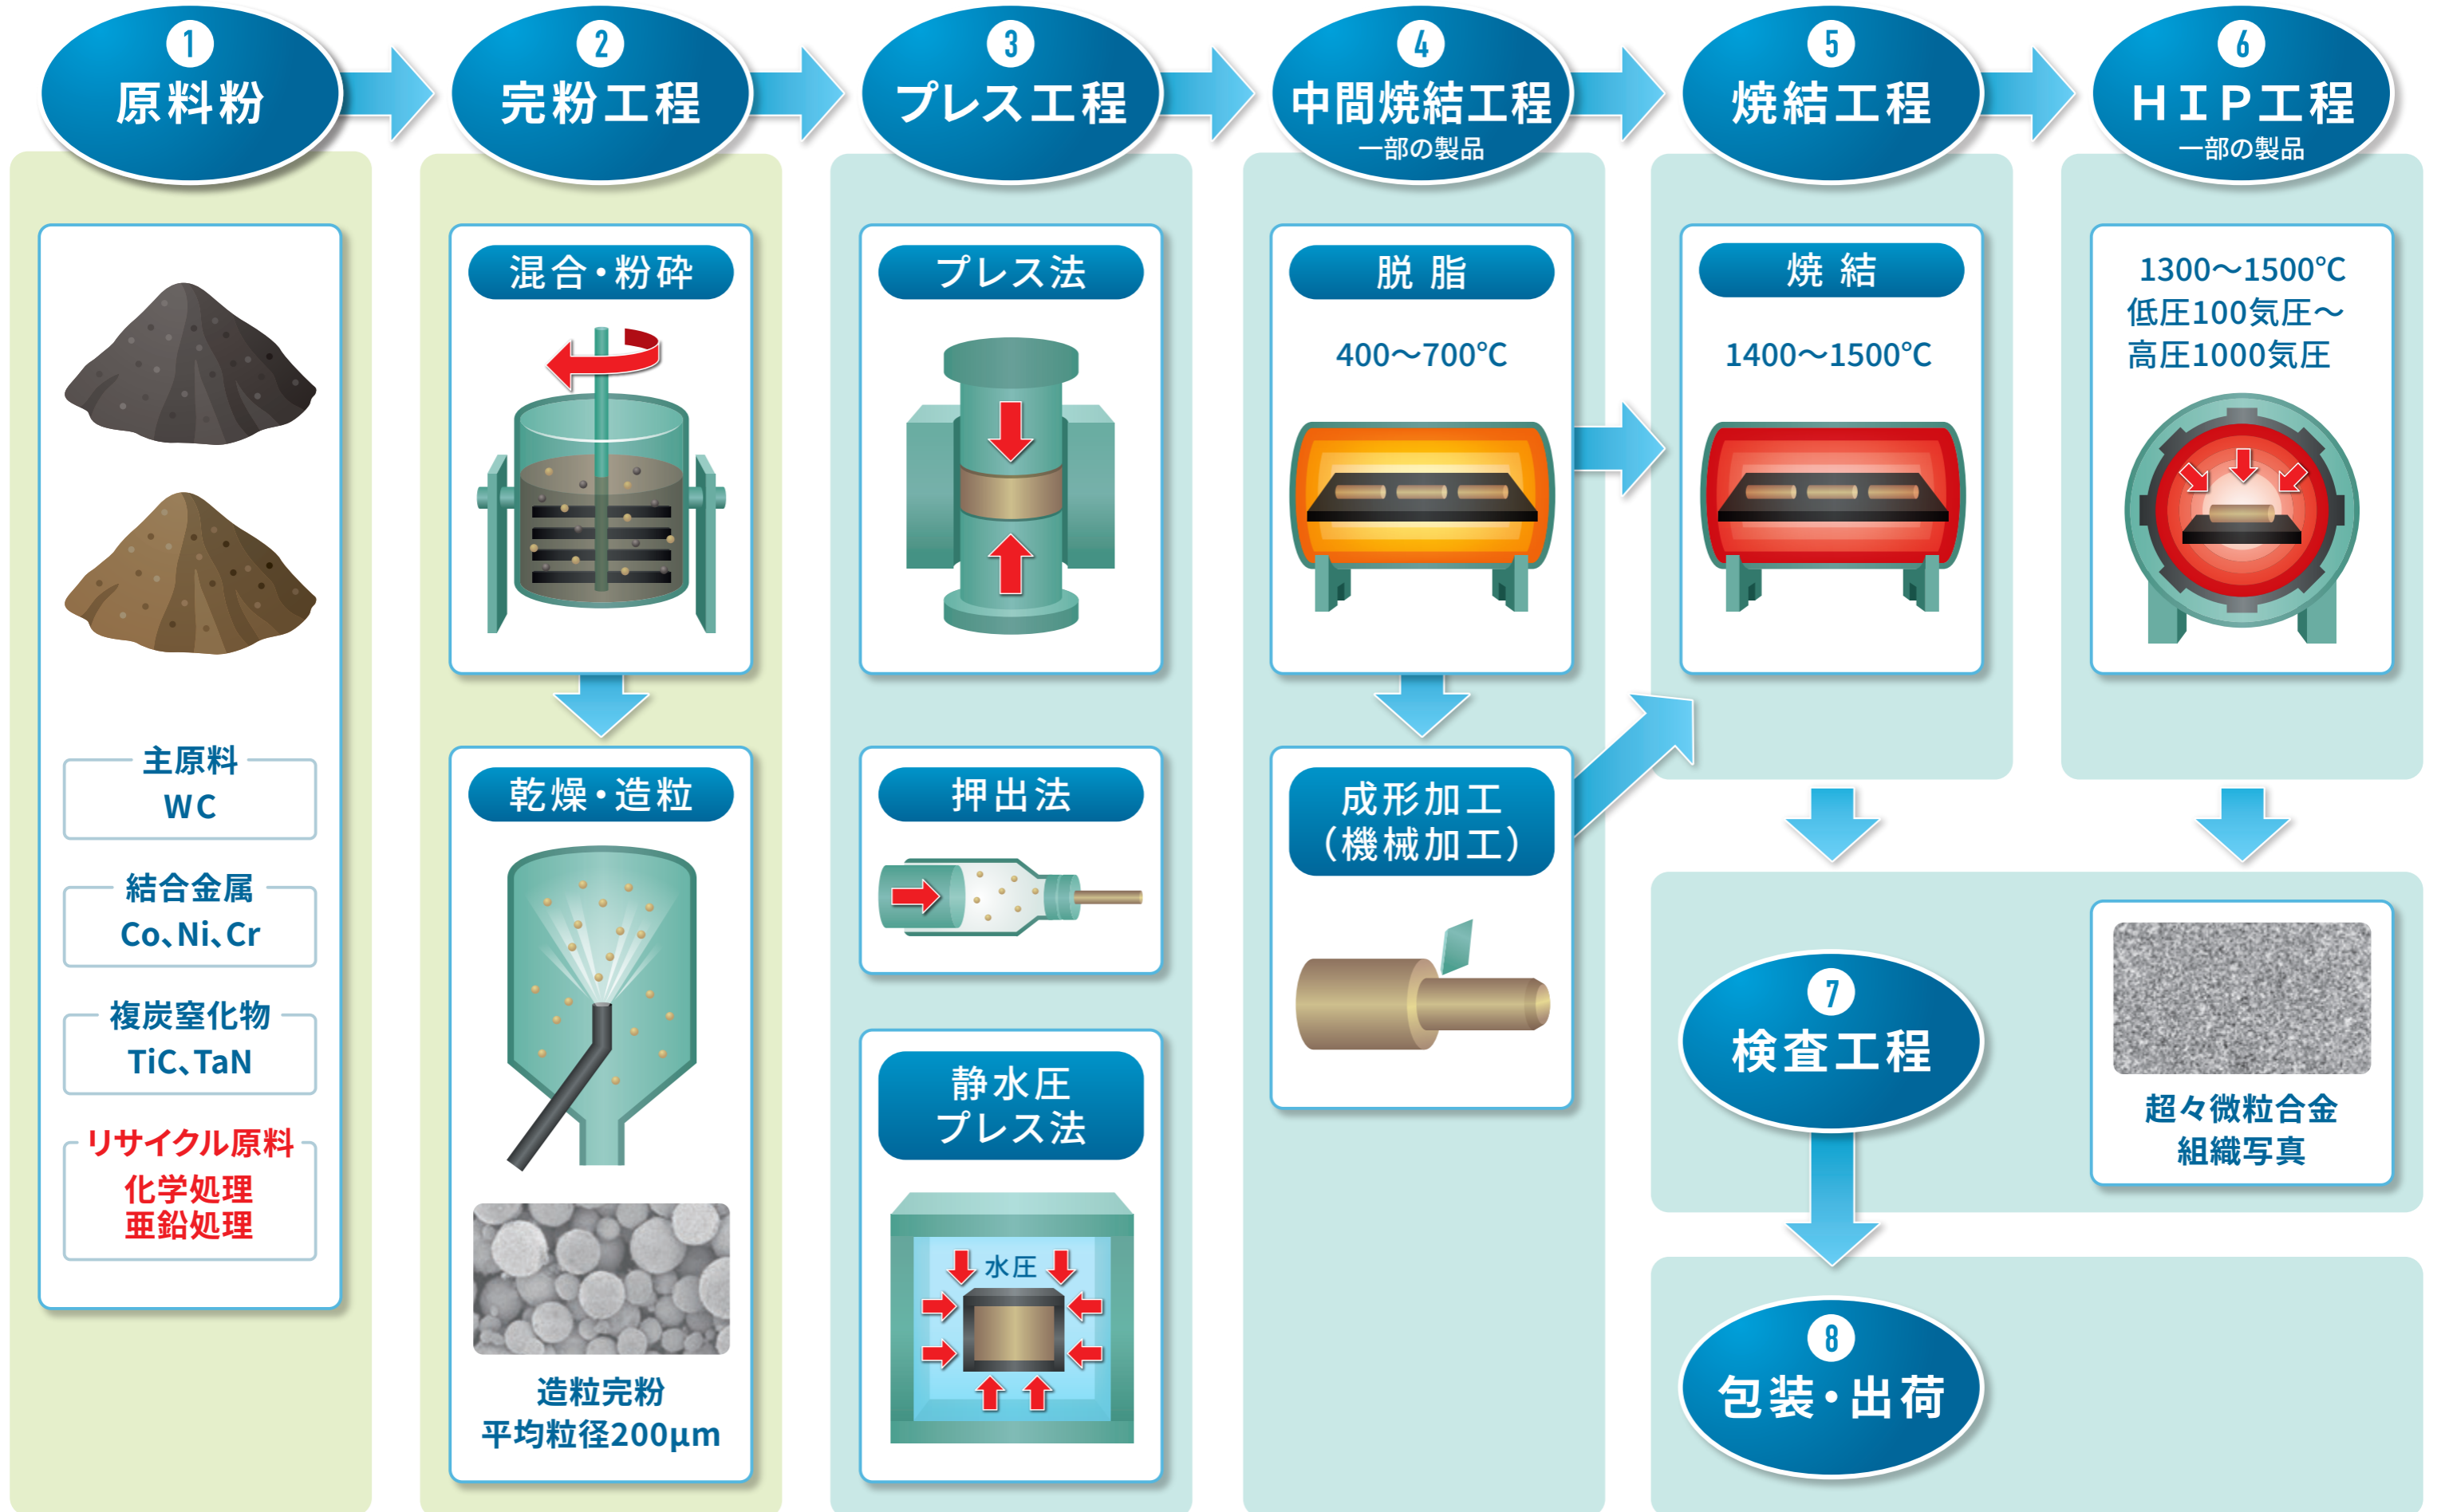 1
原料粉
主原料
WC
結合金属
Co、Ni、Cr
複炭窒化物
TiC、TaN
リサイクル原料
化学処理
亜鉛処理
2
完粉工程
混合・粉砕
乾燥・造粒
造粒完粉
平均粒径200μm
3
プレス工程
プレス法
押出法
静水圧
プレス法
水圧
4
中間焼結工程
一部の製品
脱 脂
400〜700℃
成形加工
（機械加工）
5
焼結工程
焼 結
1400〜1500℃
6
ＨＩＰ工程
一部の製品
1300〜1500℃
低圧100気圧〜
高圧1000気圧
7
検査工程
超々微粒合金
組織写真
8
包装・出荷